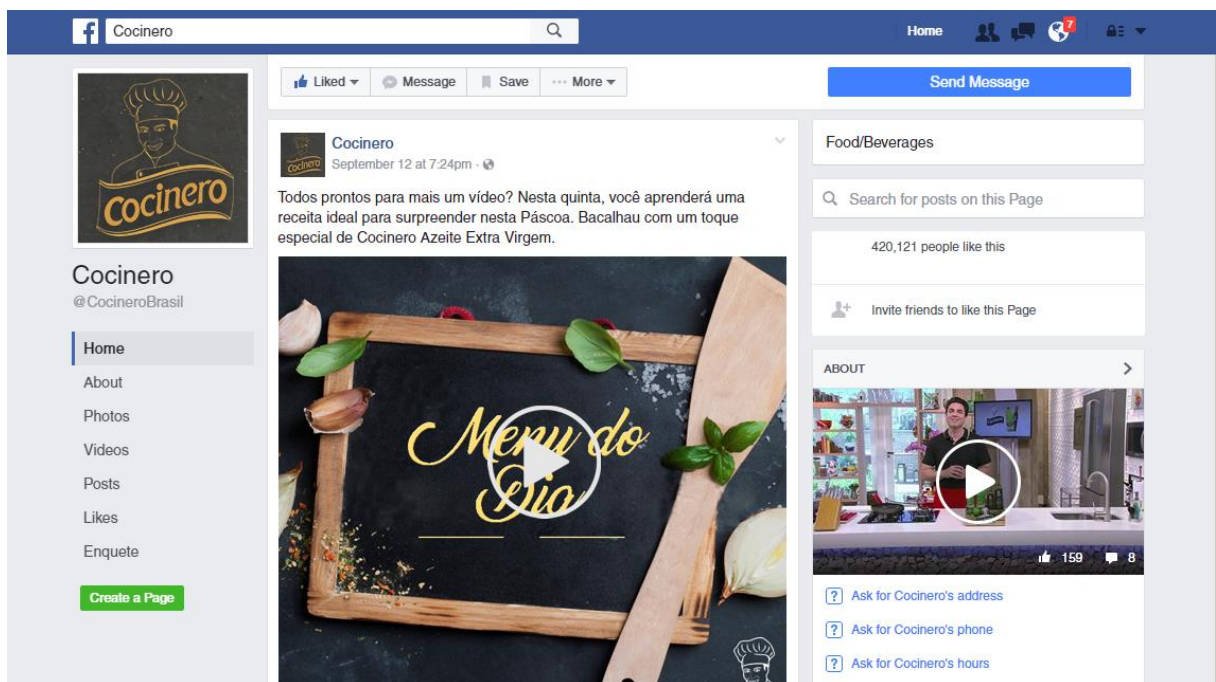 Cocinero
Home
7
Liked
Message
Save
More
Send Message
Cocinero
Cocinero
@CocineroBrasil
Home
About
Photos
Videos
Posts
Likes
Enquete
Create a Page
Cocinero
Cocinero
September 12 at 7:24pm ·
Todos prontos para mais um vídeo? Nesta quinta, você aprenderá uma
receita ideal para surpreender nesta Páscoa. Bacalhau com um toque
especial de Cocinero Azeite Extra Virgem.
Menu do
Dia
Food/Beverages
Search for posts on this Page
420,121 people like this
Invite friends to like this Page
ABOUT
159
8
? Ask for Cocinero's address
? Ask for Cocinero's phone
? Ask for Cocinero's hours